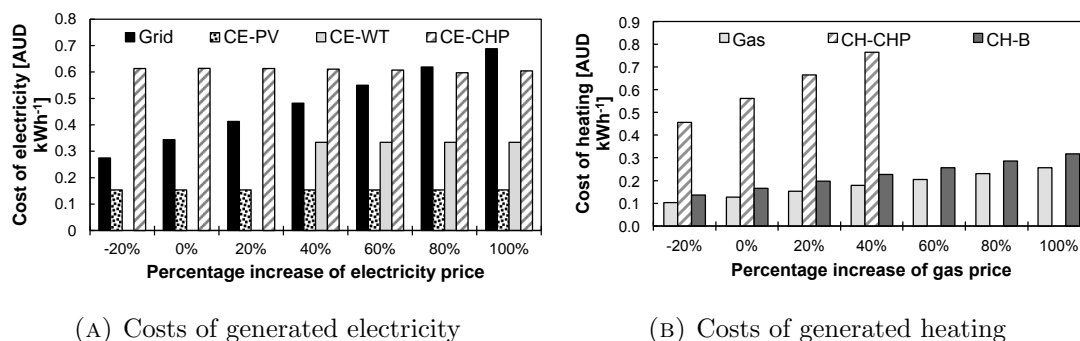 0.8
0.7
0.6
0.5
0.4
0.3
0.2
0.1
0
Cost of electricity [AUD
kWh-1]
Grid CE-PV CE-WT CE-CHP
-20% 0% 20% 40% 60% 80% 100%
Percentage increase of electricity price
(A) Costs of generated electricity
0.9
0.8
0.7
0.6
0.5
0.4
0.3
0.2
0.1
0.0
Cost of heating [AUD
kWh-1]
Gas CH-CHP CH-B
-20% 0% 20% 40% 60% 80% 100%
Percentage increase of gas price
(B) Costs of generated heating